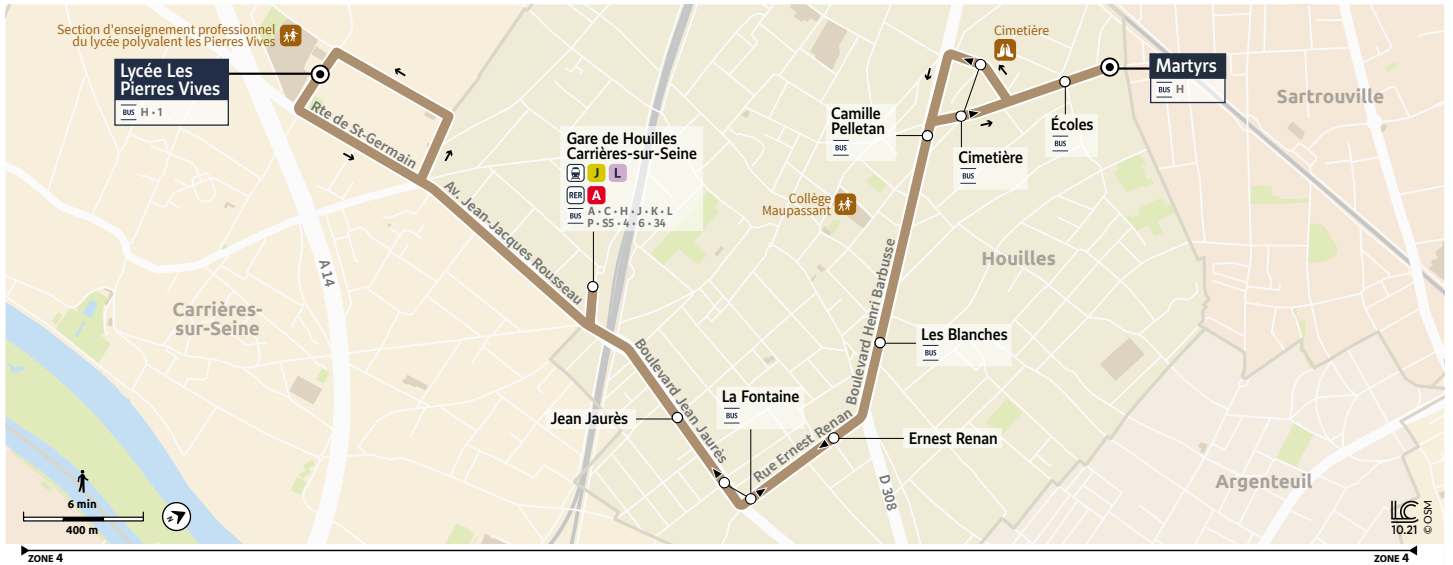 Section d'enseignement professionnel
du lycée polyvalent les Pierres Vives
Lycée Les
Pierres Vives
BUS H • 1
Rte de St-Germain
Av. Jean-Jacques Rousseau
A 14
Carrières-
sur-Seine
Gare de Houilles
Carrières-sur-Seine
J L
RER A
BUS A • C • H • J • K • L
P • S5 • 4 • 6 • 34
Boulevard Jean Jaurès
Jean Jaurès
La Fontaine
BUS
Rue Ernest Renan
Ernest Renan
Boulevard Henri Barbusse
Les Blanches
BUS
D 308
Collège
Maupassant
Camille
Pelletan
BUS
Cimetière
Cimetière
BUS
Écoles
BUS
Martyrs
BUS H
Sartrouville
Houilles
Argenteuil
6 min
400 m
N
LC
10.21
© OSM
ZONE 4
ZONE 4